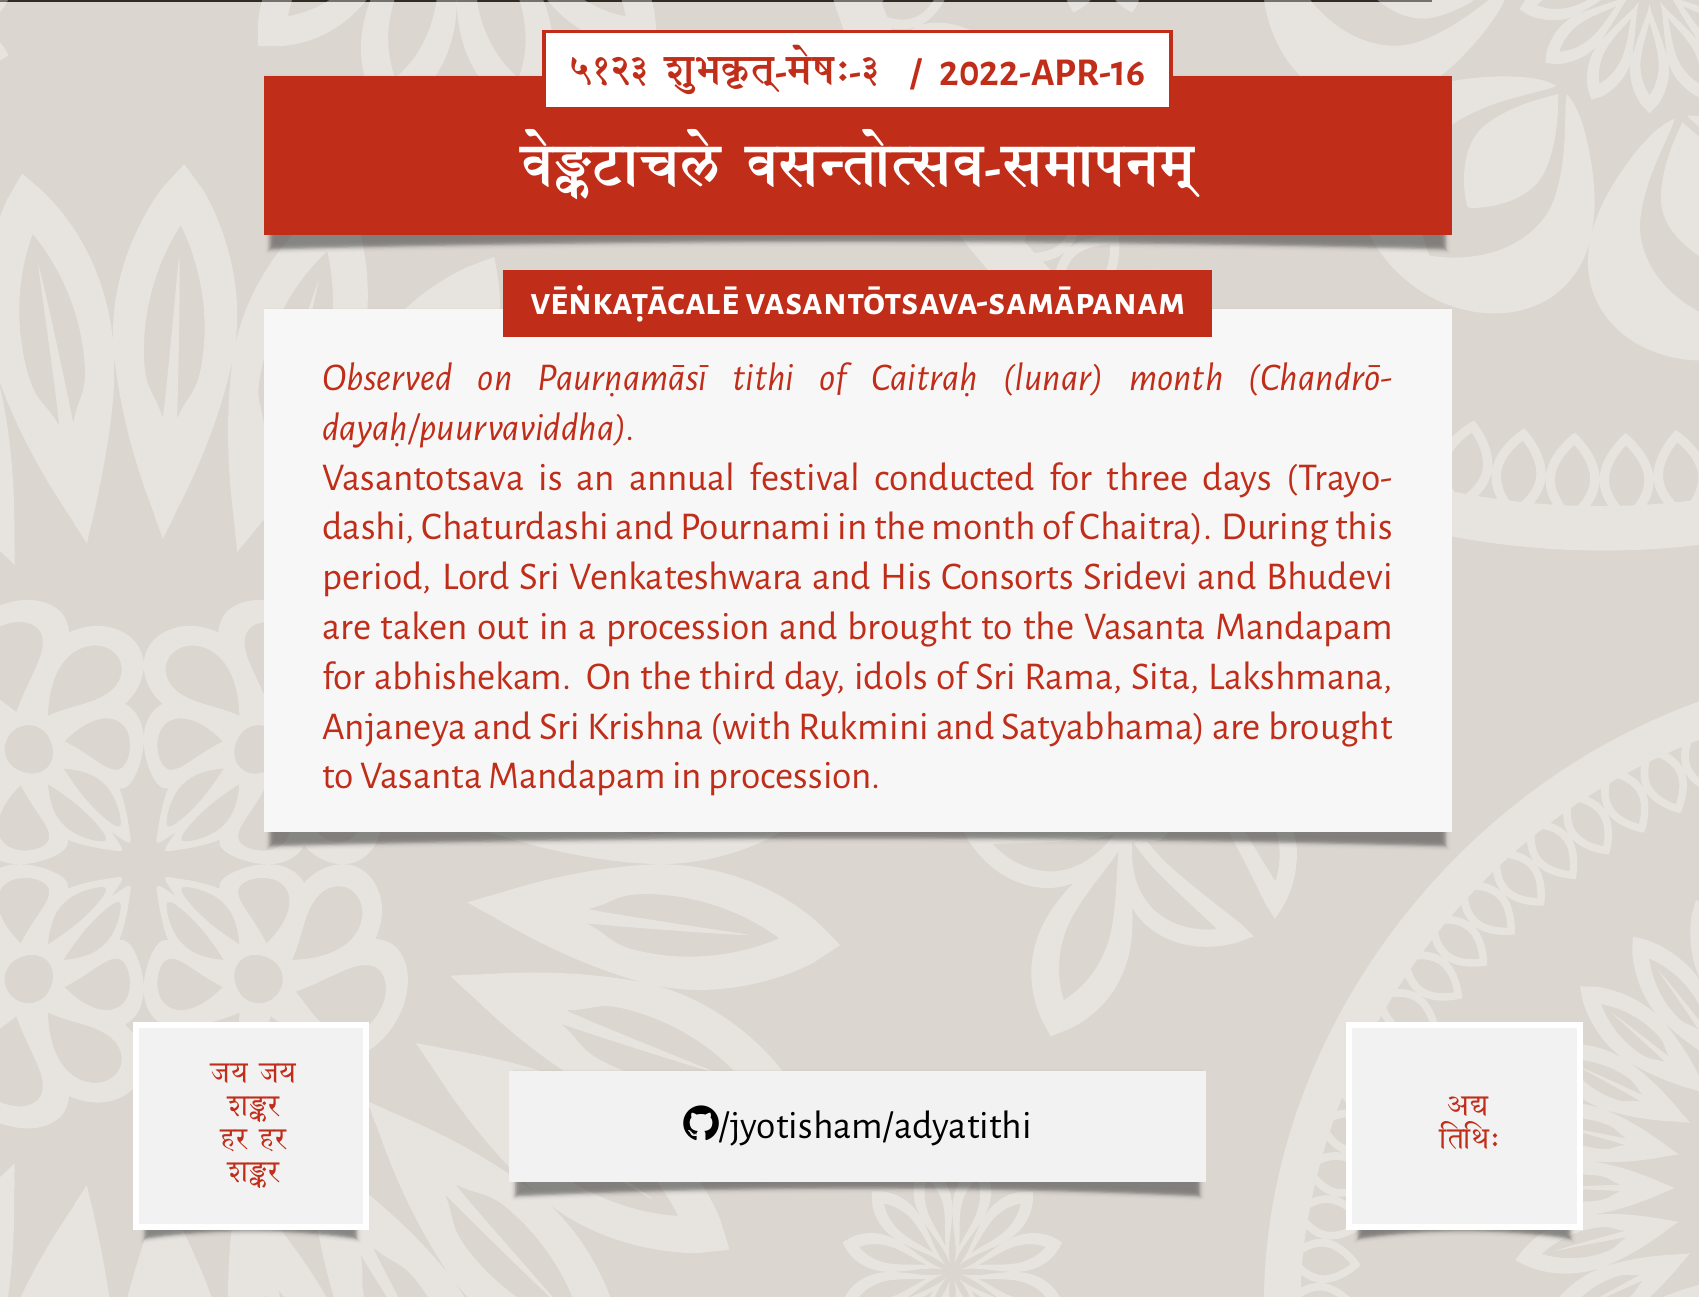 ५१२३ शुभकृत्-मेषः-३ / 2022-APR-16
वेङ्कटाचले वसन्तोत्सव-समापनम्
VĒṄKAṬĀCALĒ VASANTŌTSAVA-SAMĀPANAM
Observed on Paurṇamāsī tithi of Caitraḥ (lunar) month (Chandrō-
dayaḥ/puurvaviddha).
Vasantotsava is an annual festival conducted for three days (Trayo-
dashi, Chaturdashi and Pournami in the month of Chaitra). During this
period, Lord Sri Venkateshwara and His Consorts Sridevi and Bhudevi
are taken out in a procession and brought to the Vasanta Mandapam
for abhishekam. On the third day, idols of Sri Rama, Sita, Lakshmana,
Anjaneya and Sri Krishna (with Rukmini and Satyabhama) are brought
to Vasanta Mandapam in procession.
जय जय
शङ्कर
हर हर
शङ्कर
/jyotisham/adyatithi
अद्य
तिथिः